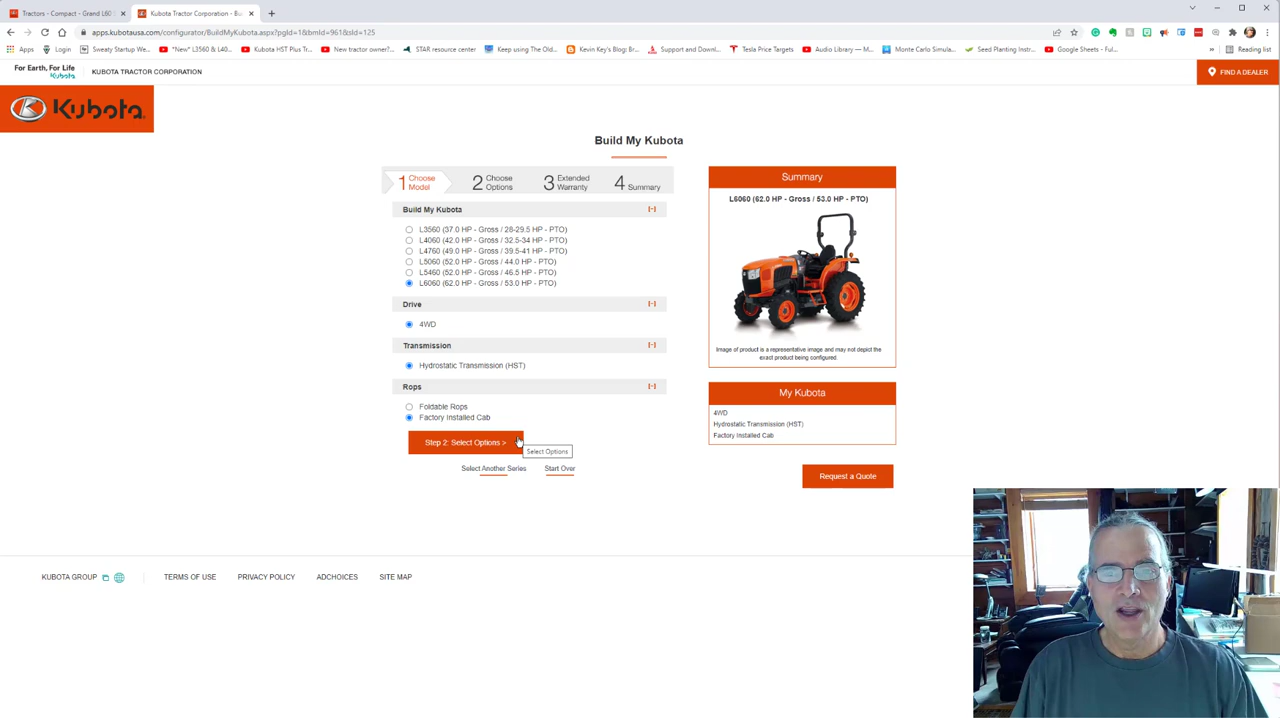 Tractors - Compact - Grand L60
Kubota Tractor Corporation - Bu
apps.kubotausa.com/configurator/BuildMyKubota.aspx?pgId=1&bmId=961&sId=125
Apps
Login
Sweaty Startup We...
*New* L3560 & L40...
Kubota HST Plus Tr...
New tractor owner?...
STAR resource center
Keep using The Old...
Kevin Key's Blog: Br...
Support and Downl...
Tesla Price Targets
Audio Library — M...
Monte Carlo Simula...
Seed Planting Instr...
Google Sheets - Ful...
»
Reading list
For Earth, For Life
Kubota
KUBOTA TRACTOR CORPORATION
FIND A DEALER
Kubota
Build My Kubota
1 Choose Model
2 Choose Options
3 Extended Warranty
4 Summary
Build My Kubota [-]
L3560 (37.0 HP - Gross / 28-29.5 HP - PTO)
L4060 (42.0 HP - Gross / 32.5-34 HP - PTO)
L4760 (49.0 HP - Gross / 39.5-41 HP - PTO)
L5060 (52.0 HP - Gross / 44.0 HP - PTO)
L5460 (52.0 HP - Gross / 46.5 HP - PTO)
L6060 (62.0 HP - Gross / 53.0 HP - PTO)
Drive [-]
4WD
Transmission [-]
Hydrostatic Transmission (HST)
Rops [-]
Foldable Rops
Factory Installed Cab
Step 2: Select Options >
Select Options
Select Another Series
Start Over
Summary
L6060 (62.0 HP - Gross / 53.0 HP - PTO)
Image of product is a representative image and may not depict the
exact product being configured.
My Kubota
4WD
Hydrostatic Transmission (HST)
Factory Installed Cab
Request a Quote
KUBOTA GROUP
TERMS OF USE
PRIVACY POLICY
ADCHOICES
SITE MAP